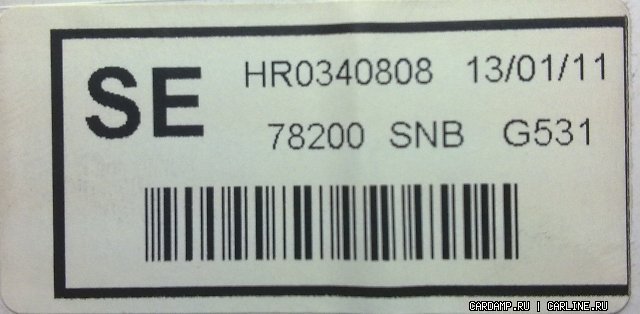 SE
HR0340808 13/01/11
78200 SNB G531
CARDAMP.RU | CARLINE.RU